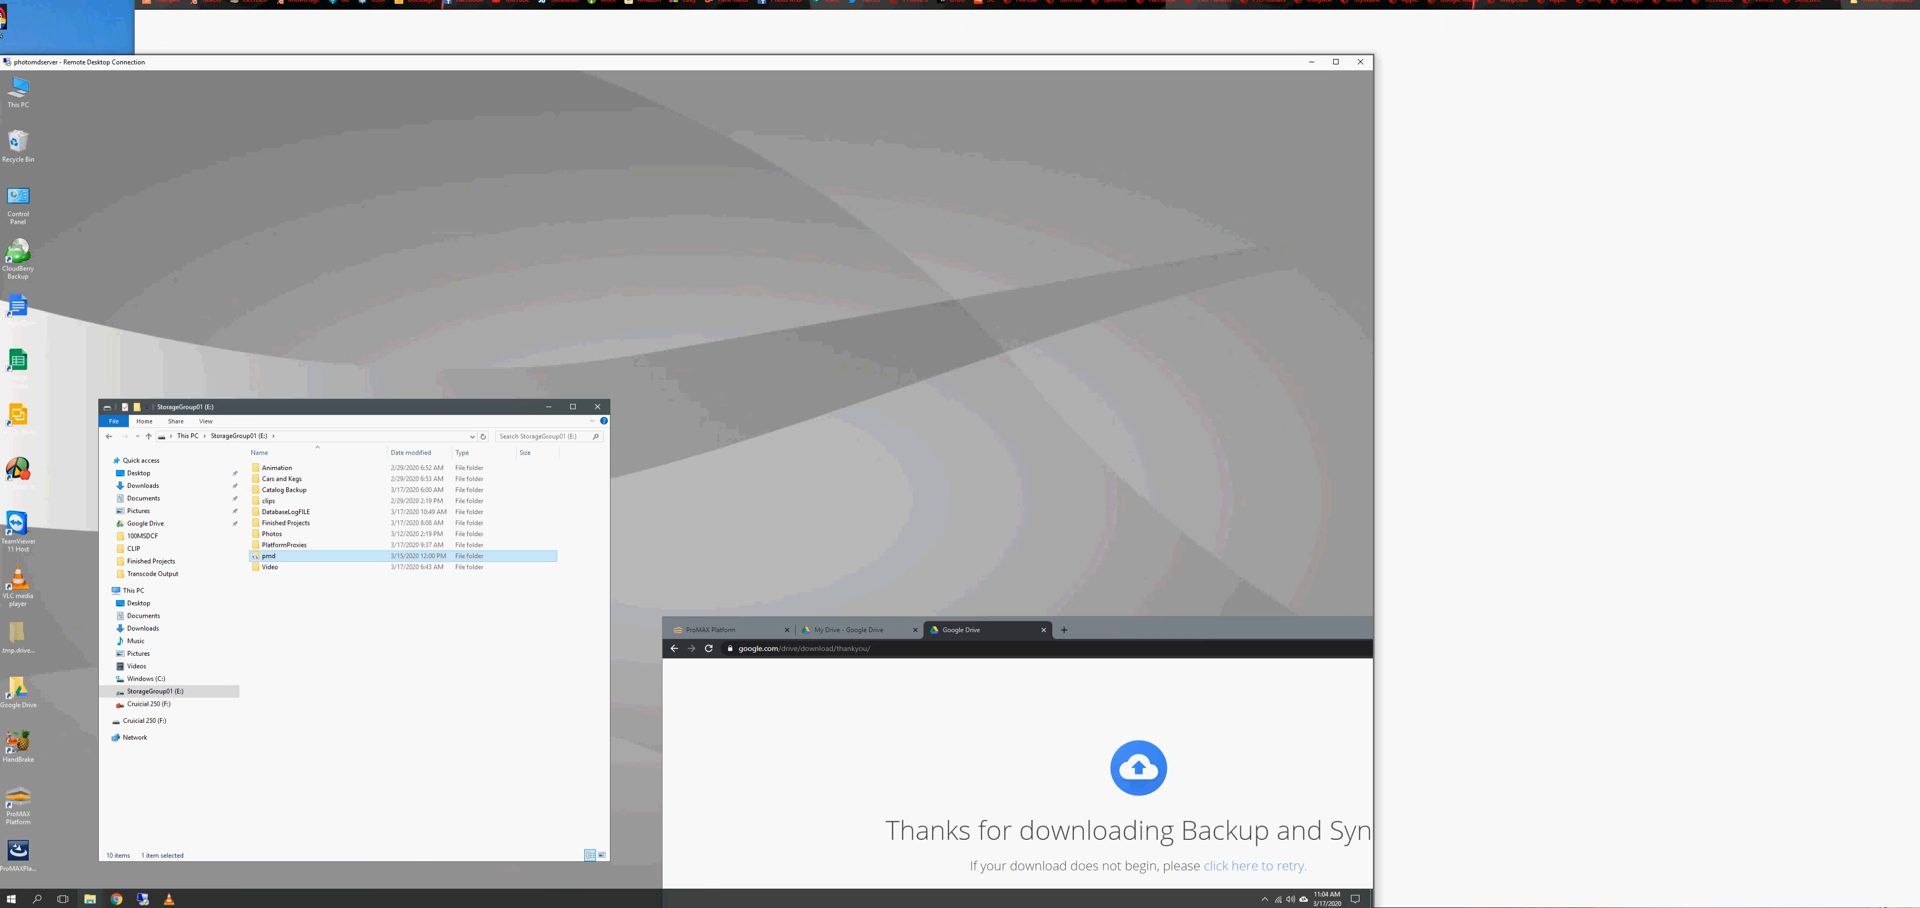 photomdserver - Remote Desktop Connection
This PC
Recycle Bin
Control
Panel
CloudBerry
Backup
TeamViewer
11 Host
VLC media
player
.tmp.drive...
Google Drive
HandBrake
ProMAX
Platform
ProMAXPla...
StorageGroup01 (E:)
File Home Share View
This PC > StorageGroup01 (E:) >
Search StorageGroup01 (E:)
Quick access
Desktop
Downloads
Documents
Pictures
Google Drive
100MSDCF
CLIP
Finished Projects
Transcode Output
This PC
Desktop
Documents
Downloads
Music
Pictures
Videos
Windows (C:)
StorageGroup01 (E:)
Cruicial 250 (F:)
Cruicial 250 (F:)
Network
Name Date modified Type Size
Animation 2/29/2020 6:52 AM File folder
Cars and Kegs 2/29/2020 6:53 AM File folder
Catalog Backup 3/17/2020 6:00 AM File folder
clips 2/29/2020 2:19 PM File folder
DatabaseLogFILE 3/17/2020 10:49 AM File folder
Finished Projects 3/17/2020 8:08 AM File folder
Photos 3/12/2020 2:19 PM File folder
PlatformProxies 3/17/2020 9:37 AM File folder
pmd 3/15/2020 12:00 PM File folder
Video 3/17/2020 6:43 AM File folder
10 items 1 item selected
ProMAX Platform My Drive - Google Drive Google Drive
google.com/drive/download/thankyou/
Thanks for downloading Backup and Syn
If your download does not begin, please click here to retry.
11:04 AM
3/17/2020